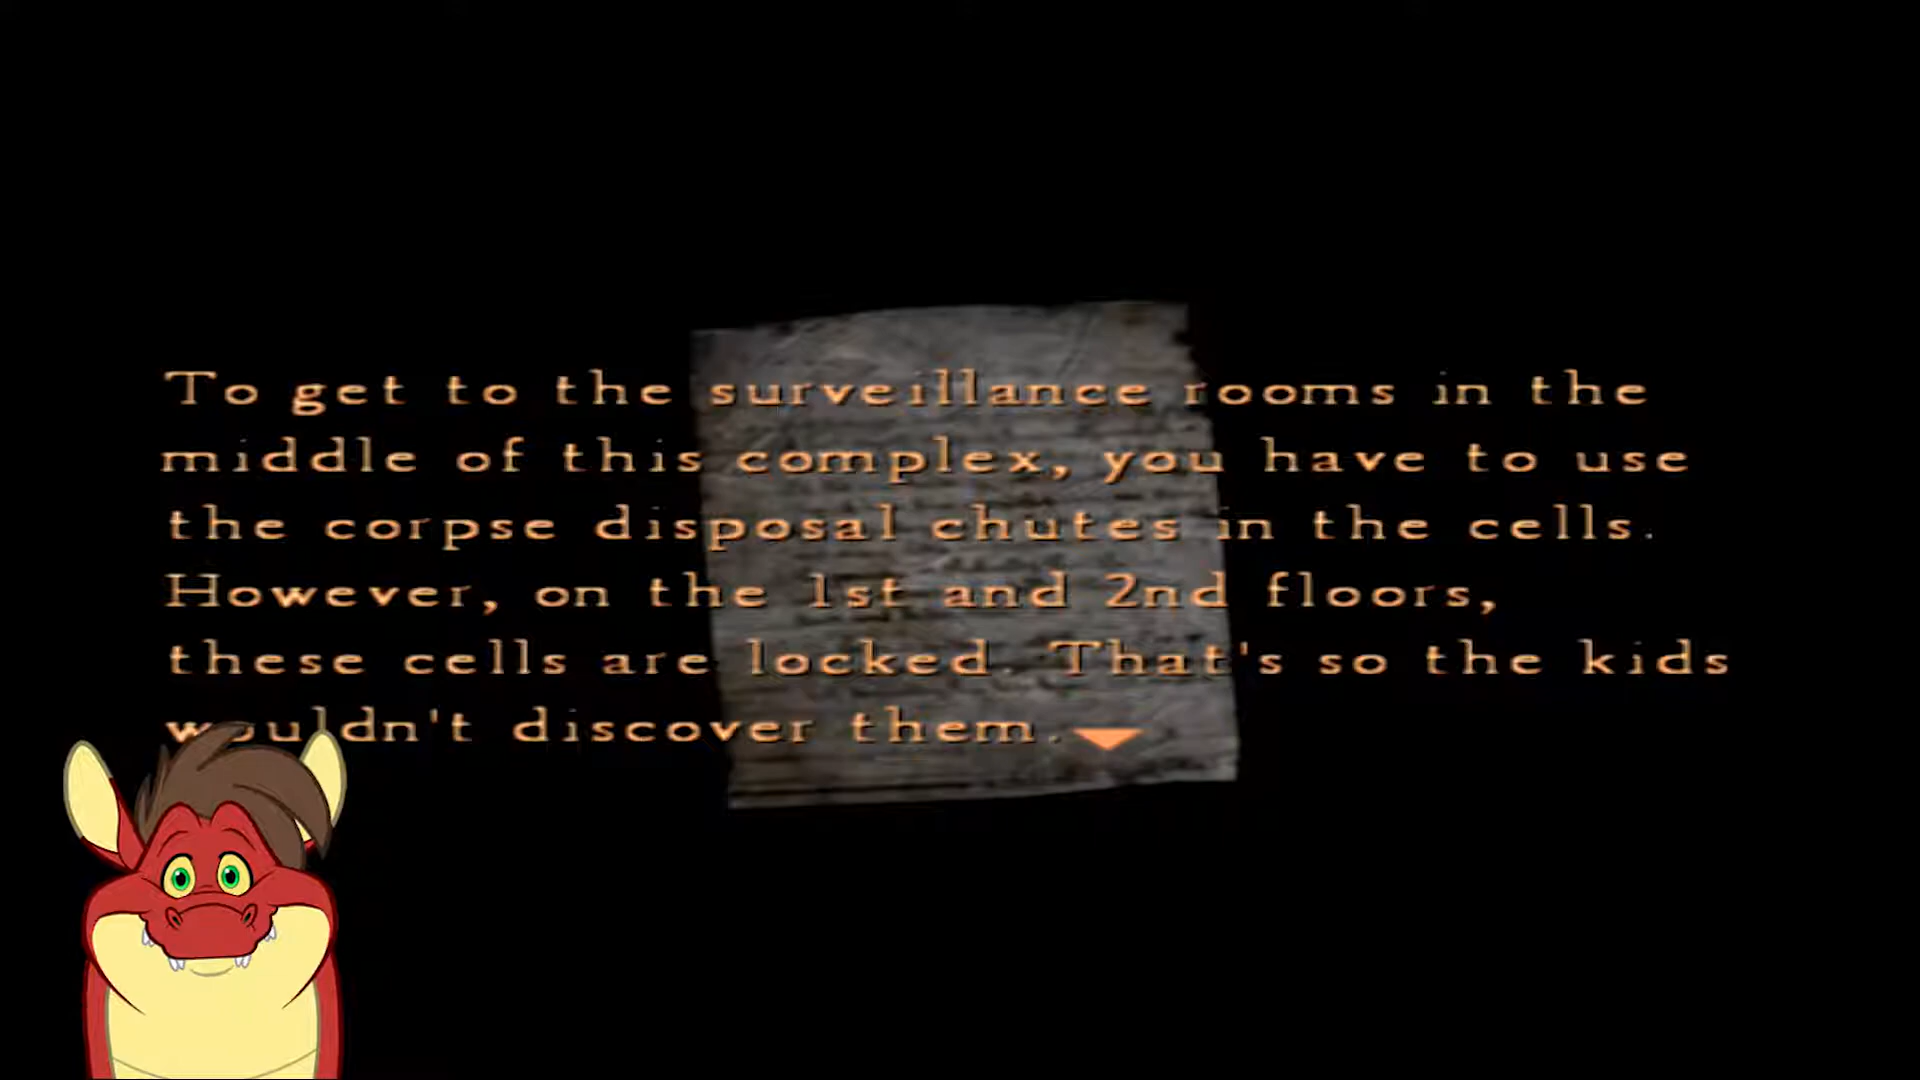 To get to the surveillance rooms in the
middle of this complex, you have to use
the corpse disposal chutes in the cells.
However, on the 1st and 2nd floors,
these cells are locked. That's so the kids
wouldn't discover them.